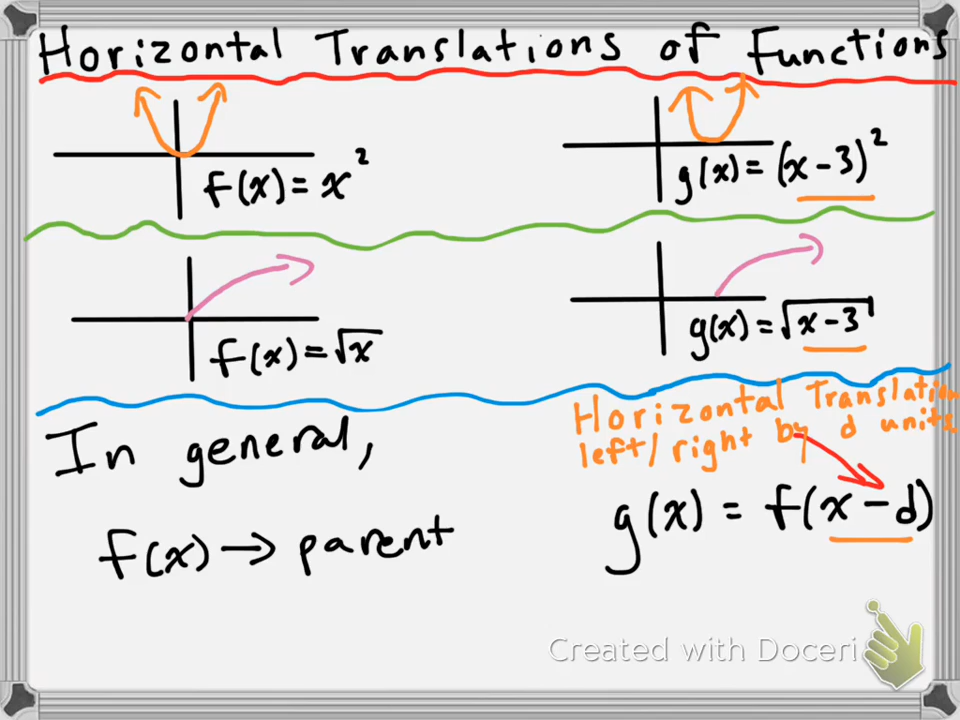 Horizontal Translations of Functions
f(x) = x²
g(x) = (x-3)²
f(x) = √x
g(x) = √x-3
In general,
f(x) → parent
Horizontal Translation
left/right by d units
g(x) = f(x-d)
Created with Doceri